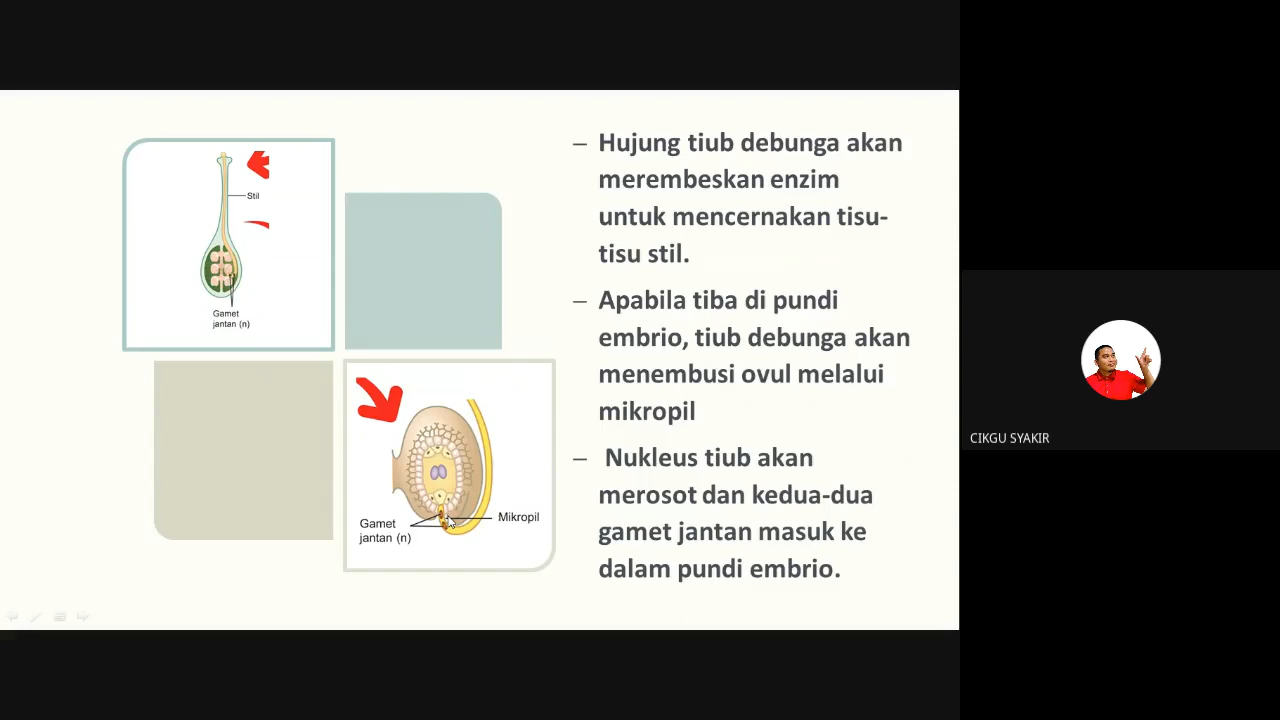 Stil
Gamet
jantan (n)
Gamet
jantan (n)
Mikropil
– Hujung tiub debunga akan
merembeskan enzim
untuk mencernakan tisu-
tisu stil.
– Apabila tiba di pundi
embrio, tiub debunga akan
menembusi ovul melalui
mikropil
– Nukleus tiub akan
merosot dan kedua-dua
gamet jantan masuk ke
dalam pundi embrio.
CIKGU SYAKIR